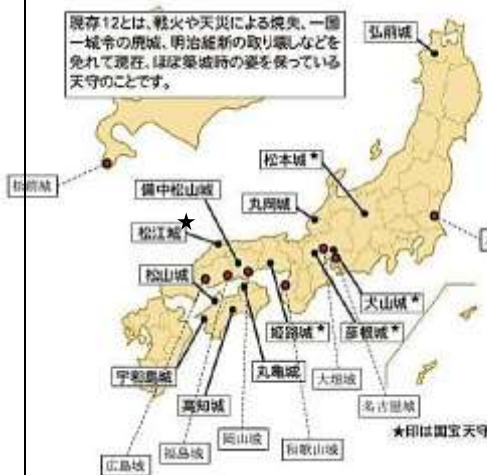 現存12とは、戦火や天災による焼失、一国
一城令の廃城、明治維新の取り壊しなどを
免れて現在、ほぼ築城時の姿を保っている
天守のことです。
弘前城
松前城
松本城★
備中松山城
丸岡城
★
松江城
松山城
犬山城★
姫路城★
彦根城★
宇和島城
丸亀城
高知城
大垣城
名古屋城
岡山城
和歌山城
福島城
広島城
★印は国宝天守